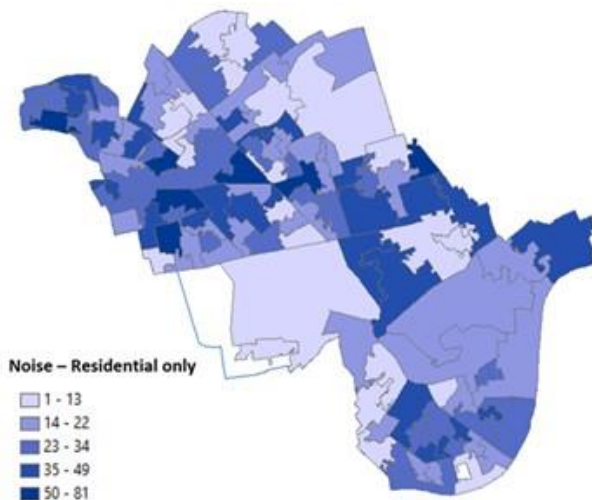 Noise – Residential only
1 - 13
14 - 22
23 - 34
35 - 49
50 - 81